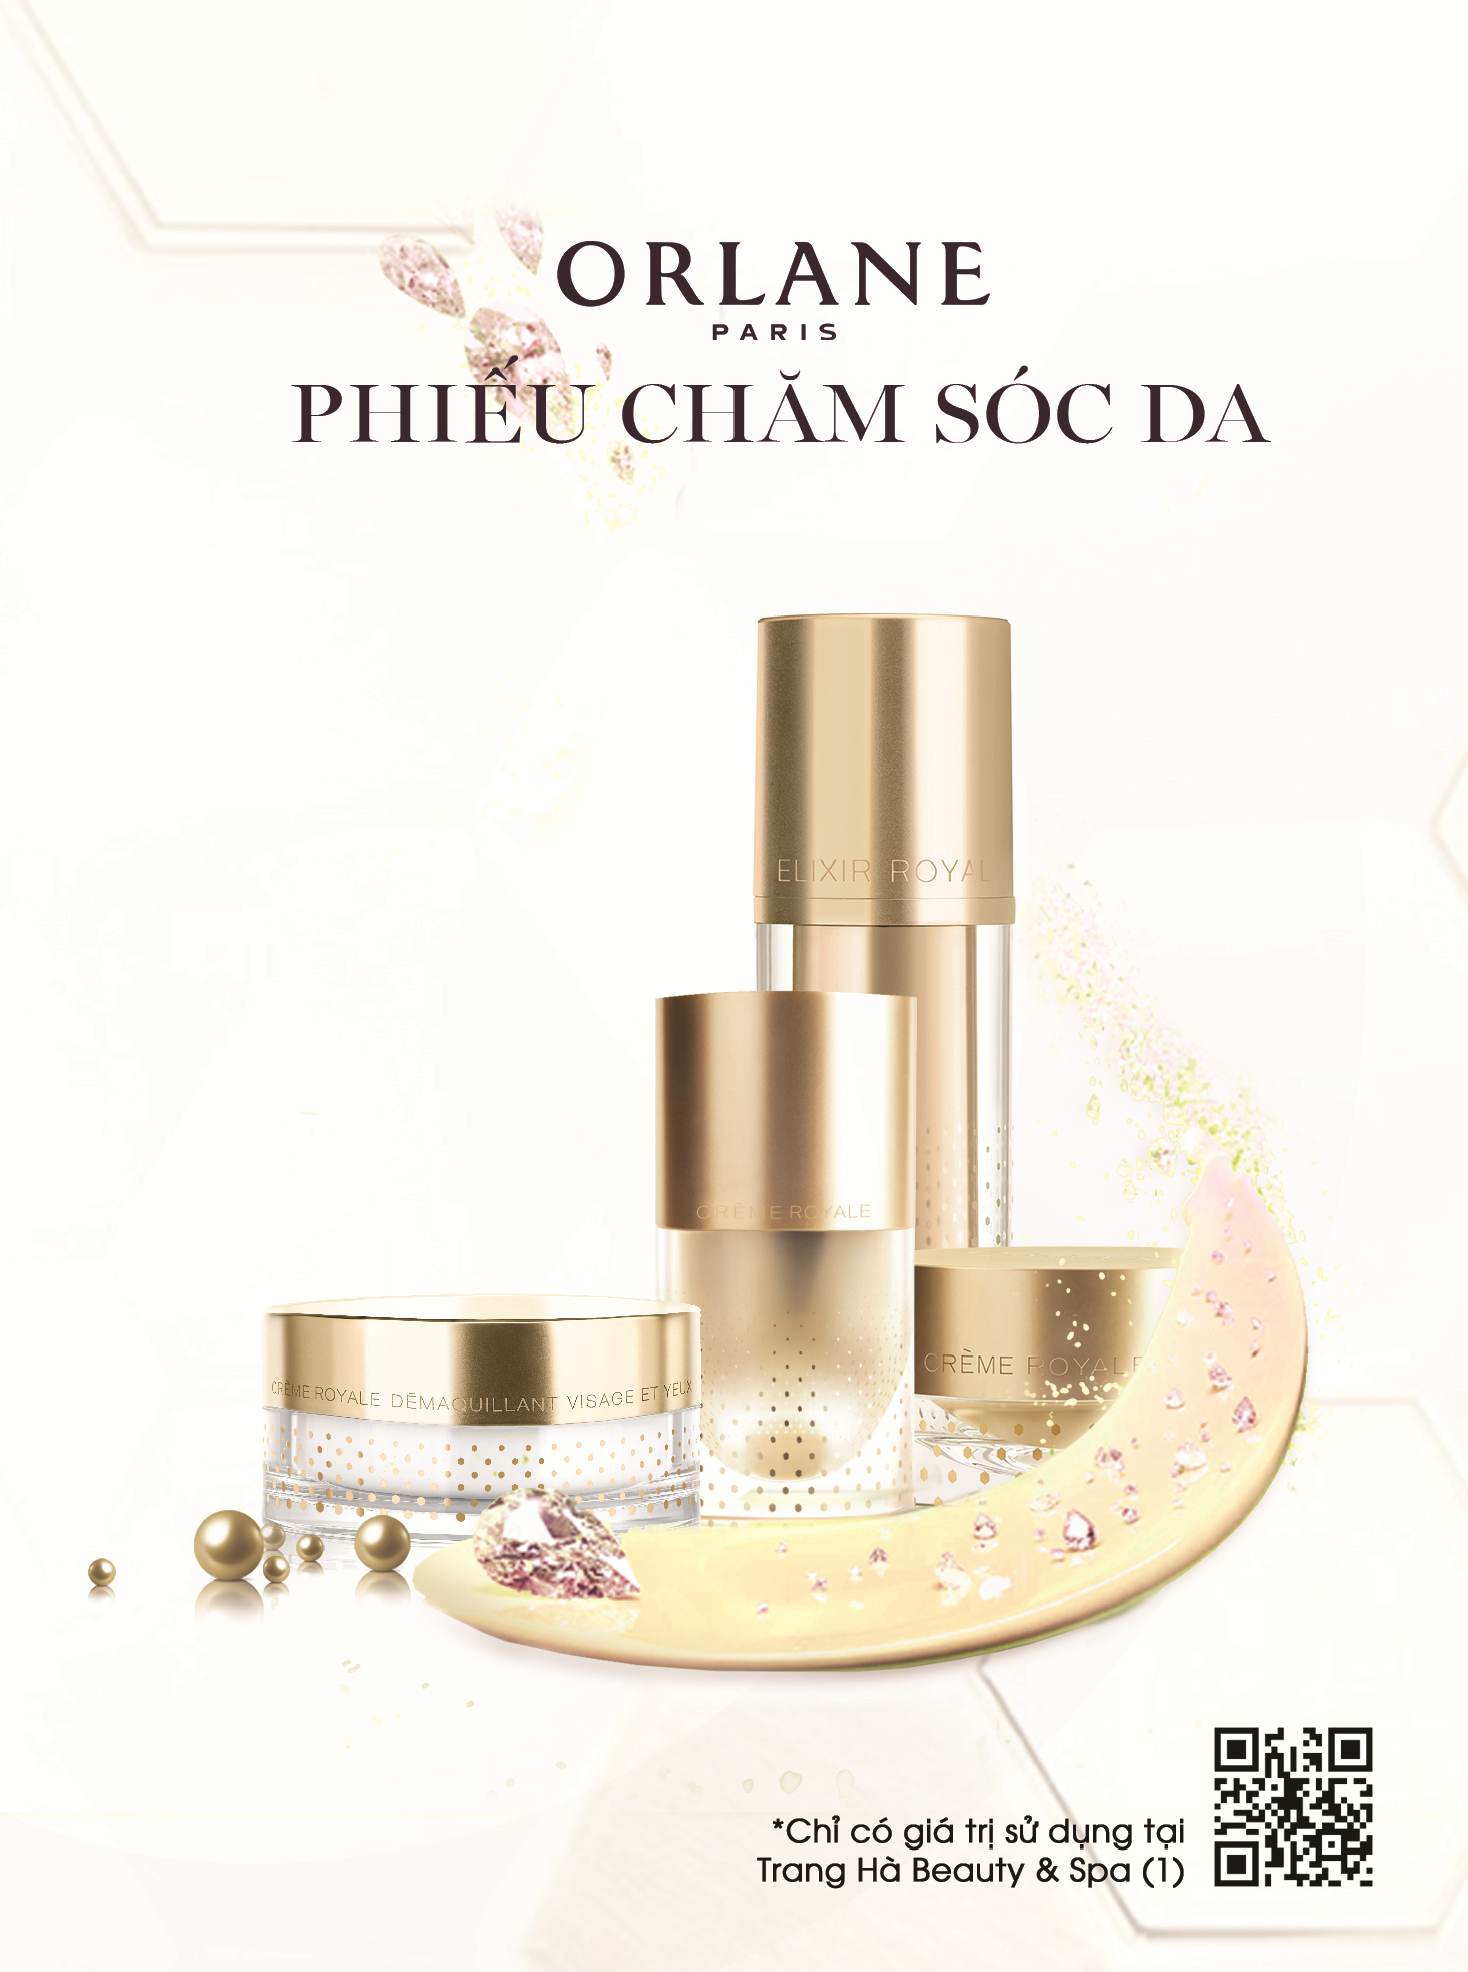 ORLANE
PARIS
PHIẾU CHĂM SÓC DA
ELIXIR ROYAL
CRÈME ROYALE
CRÈME ROYALE
CRÈME ROYALE DÉMAQUILLANT VISAGE ET YEUX
*Chỉ có giá trị sử dụng tại
Trang Hà Beauty & Spa (1)